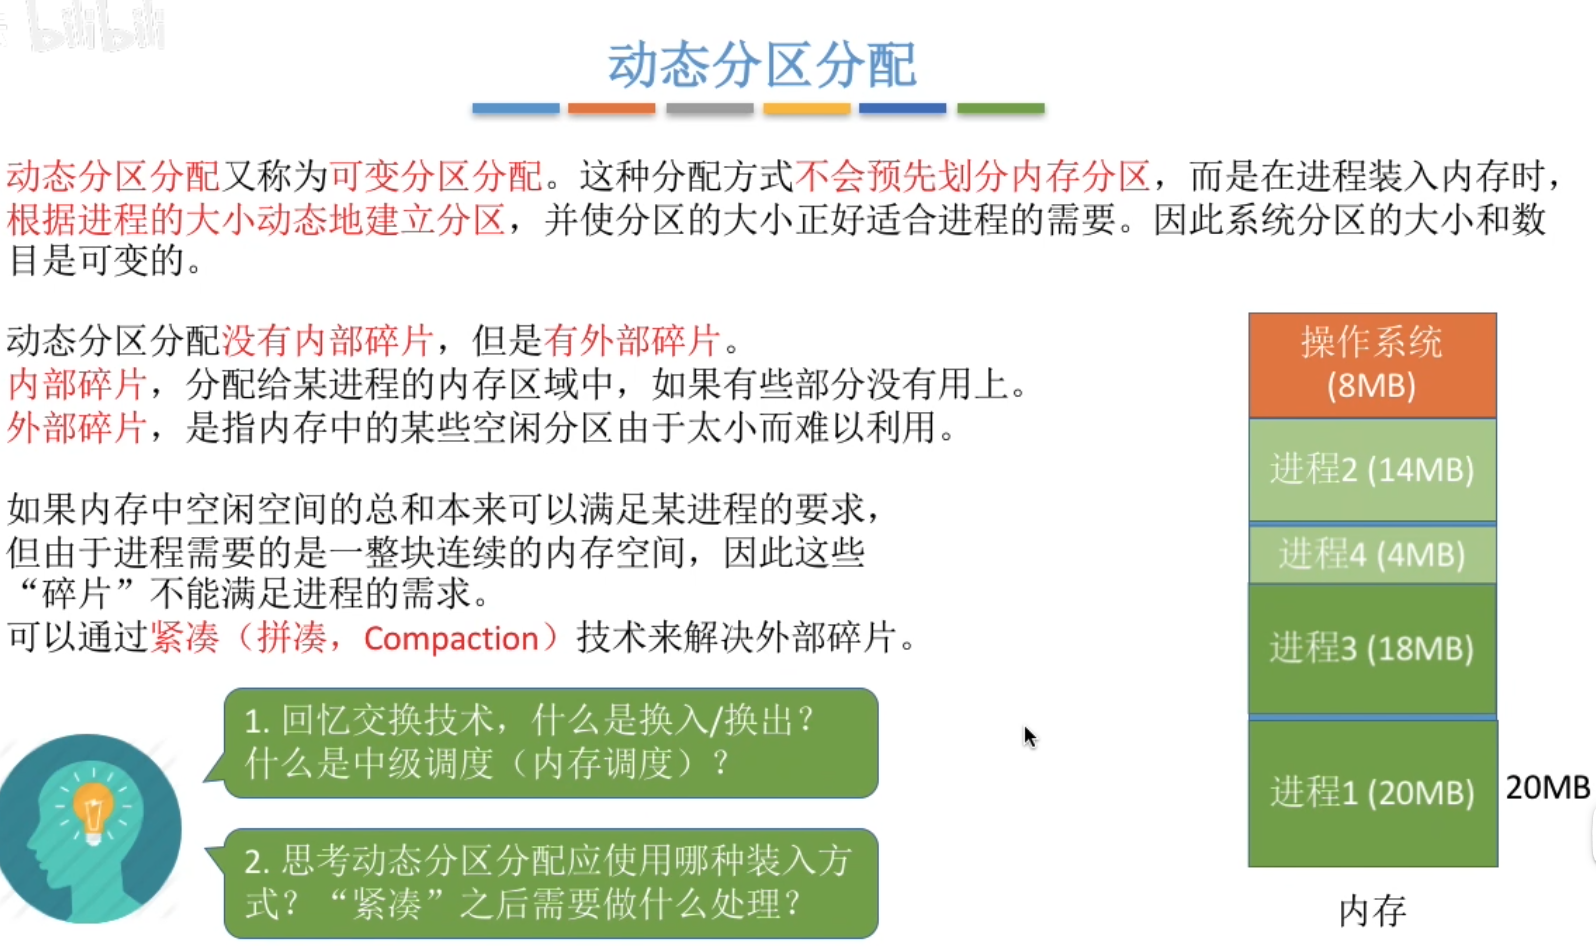 bilibili
动态分区分配
动态分区分配又称为可变分区分配。这种分配方式不会预先划分内存分区，而是在进程装入内存时，
根据进程的大小动态地建立分区，并使分区的大小正好适合进程的需要。因此系统分区的大小和数
目是可变的。
动态分区分配没有内部碎片，但是有外部碎片。
内部碎片，分配给某进程的内存区域中，如果有些部分没有用上。
外部碎片，是指内存中的某些空闲分区由于太小而难以利用。
如果内存中空闲空间的总和本来可以满足某进程的要求，
但由于进程需要的是一整块连续的内存空间，因此这些
“碎片”不能满足进程的需求。
可以通过紧凑（拼凑，Compaction）技术来解决外部碎片。
1. 回忆交换技术，什么是换入/换出？
什么是中级调度（内存调度）？
2. 思考动态分区分配应使用哪种装入方
式？“紧凑”之后需要做什么处理？
操作系统
(8MB)
进程2 (14MB)
进程4 (4MB)
进程3 (18MB)
进程1 (20MB)
20MB
内存